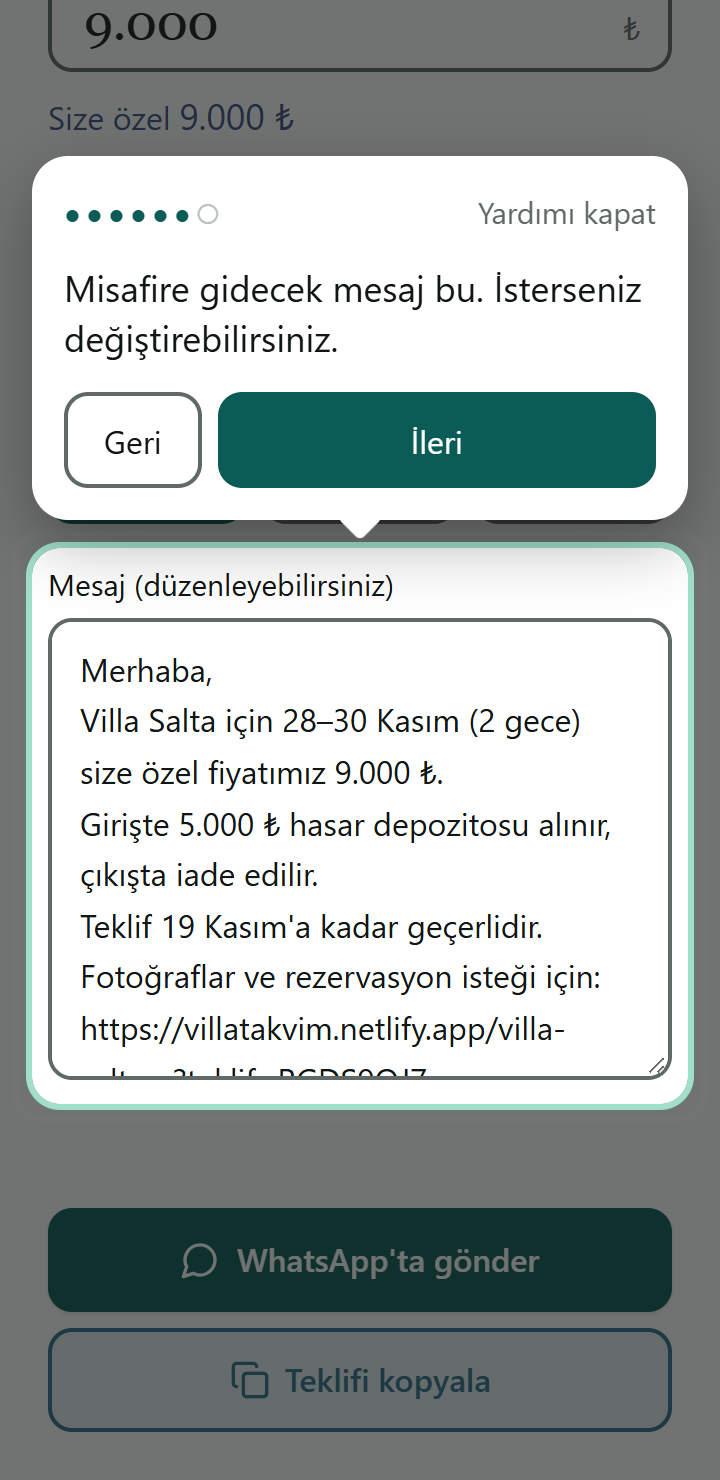 9.000 ₺
Size özel 9.000 ₺
Yardımı kapat
Misafire gidecek mesaj bu. İsterseniz
değiştirebilirsiniz.
Geri
İleri
Mesaj (düzenleyebilirsiniz)
Merhaba,
Villa Salta için 28–30 Kasım (2 gece)
size özel fiyatımız 9.000 ₺.
Girişte 5.000 ₺ hasar depozitosu alınır,
çıkışta iade edilir.
Teklif 19 Kasım'a kadar geçerlidir.
Fotoğraflar ve rezervasyon isteği için:
https://villatakvim.netlify.app/villa-
WhatsApp'ta gönder
Teklifi kopyala